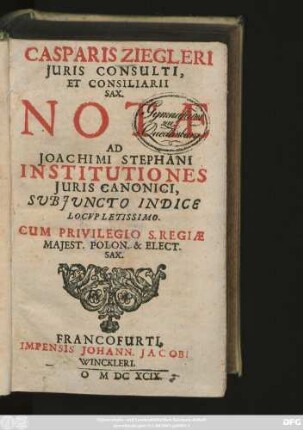 CASPARIS ZIEGLERI
JURIS CONSULTI,
ET CONSILIARII
SAX.
NOTÆ
AD
JOACHIMI STEPHANI
INSTITUTIONES
JURIS CANONICI,
SUBJUNCTO INDICE
LOCUPLETISSIMO.
CUM PRIVILEGIO S. REGIÆ
MAJEST. POLON. & ELECT.
SAX.
FRANCOFURTI,
IMPENSIS JOHANN. JACOBI
WINCKLERI.
MDCXCIX.